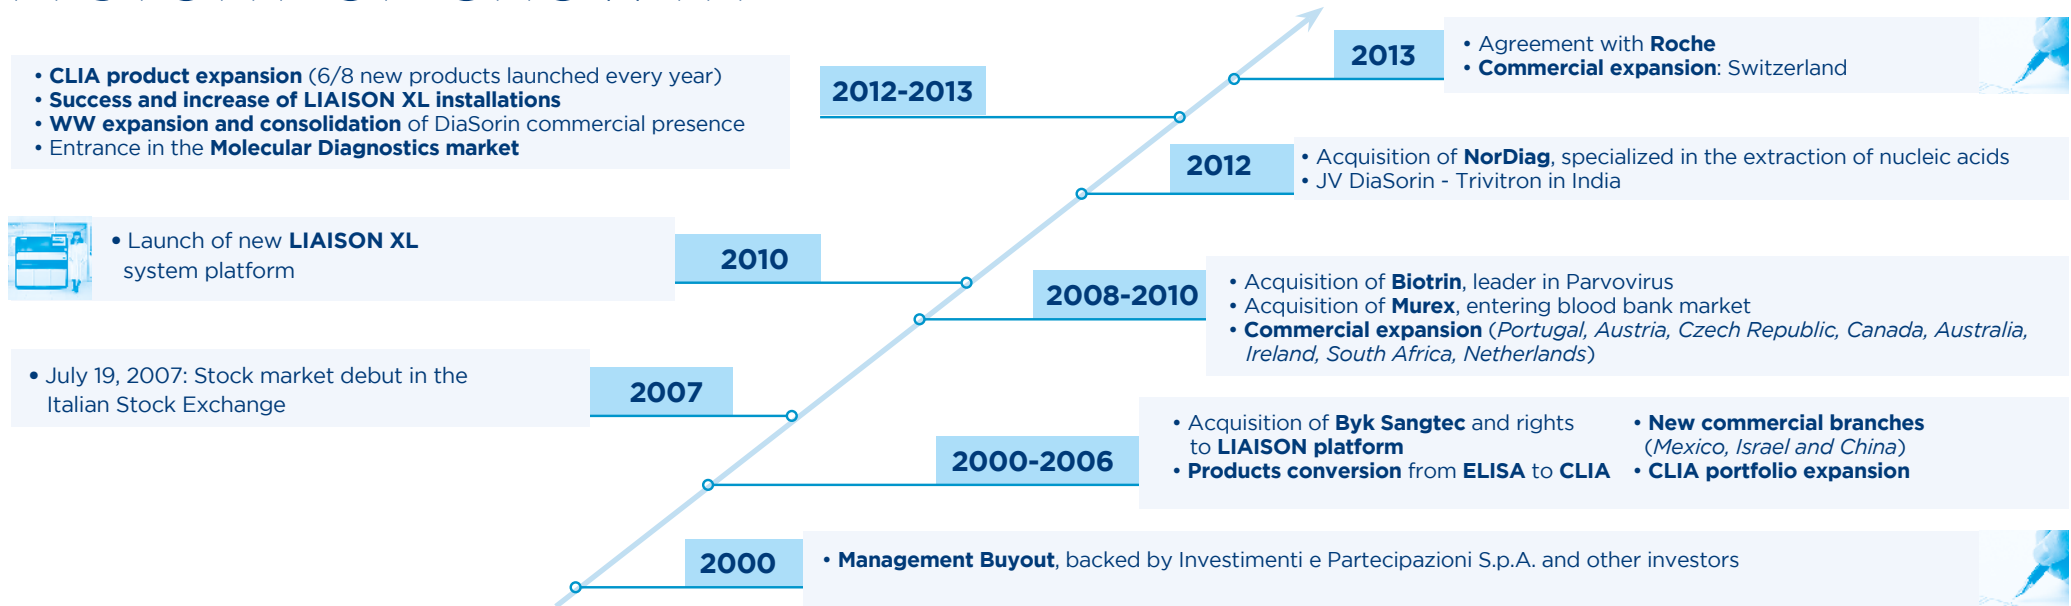 2013
• Agreement with Roche
• Commercial expansion: Switzerland
2012-2013
• CLIA product expansion (6/8 new products launched every year)
• Success and increase of LIAISON XL installations
• WW expansion and consolidation of DiaSorin commercial presence
• Entrance in the Molecular Diagnostics market
2012
• Acquisition of NorDiag, specialized in the extraction of nucleic acids
• JV DiaSorin - Trivitron in India
2010
• Launch of new LIAISON XL
system platform
2008-2010
• Acquisition of Biotrin, leader in Parvovirus
• Acquisition of Murex, entering blood bank market
• Commercial expansion (Portugal, Austria, Czech Republic, Canada, Australia,
Ireland, South Africa, Netherlands)
2007
• July 19, 2007: Stock market debut in the
Italian Stock Exchange
2000-2006
• Acquisition of Byk Sangtec and rights
to LIAISON platform
• Products conversion from ELISA to CLIA
• New commercial branches
(Mexico, Israel and China)
• CLIA portfolio expansion
2000
• Management Buyout, backed by Investimenti e Partecipazioni S.p.A. and other investors